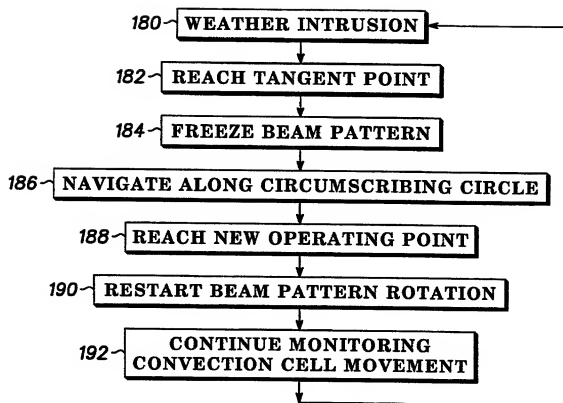 180 WEATHER INTRUSION
182 REACH TANGENT POINT
184 FREEZE BEAM PATTERN
186 NAVIGATE ALONG CIRCUMSCRIBING CIRCLE
188 REACH NEW OPERATING POINT
190 RESTART BEAM PATTERN ROTATION
192 CONTINUE MONITORING
CONVECTION CELL MOVEMENT